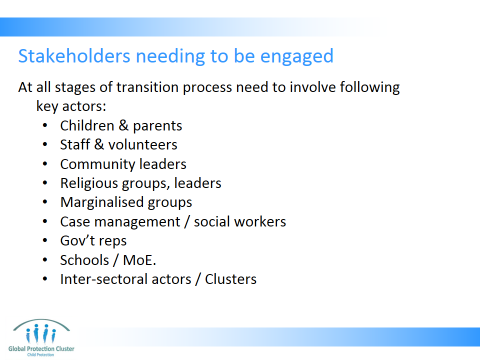 Stakeholders needing to be engaged
At all stages of transition process need to involve following
key actors:
• Children & parents
• Staff & volunteers
• Community leaders
• Religious groups, leaders
• Marginalised groups
• Case management / social workers
• Gov’t reps
• Schools / MoE.
• Inter-sectoral actors / Clusters
Global Protection Cluster
Child Protection